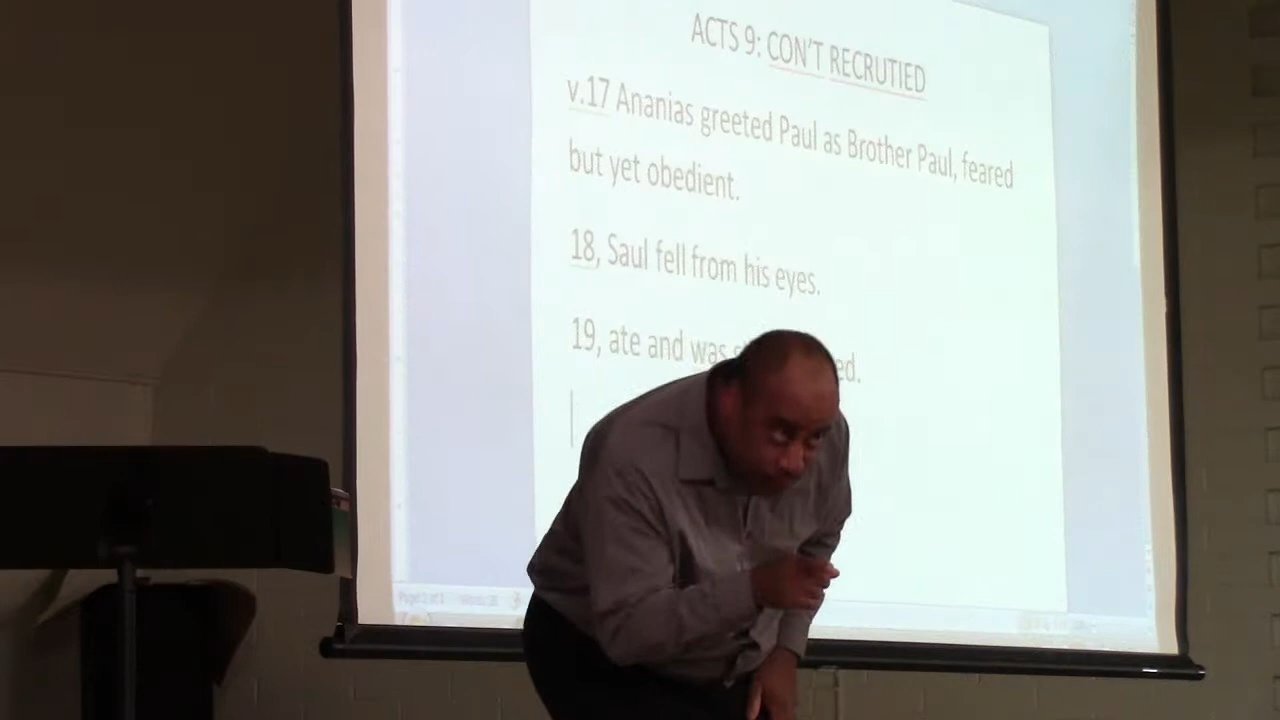 ACTS 9: CON'T RECRUTIED
v.17 Ananias greeted Paul as Brother Paul, feared
but yet obedient.
18, Saul fell from his eyes.
19, ate and was